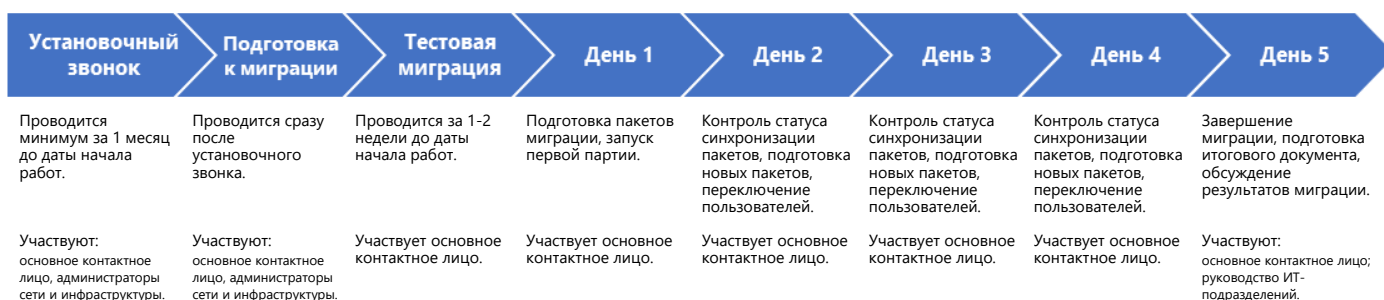 Установочный
звонок
Подготовка
к миграции
Тестовая
миграция
День 1
День 2
День 3
День 4
День 5
Проводится
минимум за 1 месяц
до даты начала
работ.
Проводится сразу
после
установочного
звонка.
Проводится за 1-2
недели до даты
начала работ.
Подготовка пакетов
миграции, запуск
первой партии.
Контроль статуса
синхронизации
пакетов, подготовка
новых пакетов,
переключение
пользователей.
Контроль статуса
синхронизации
пакетов, подготовка
новых пакетов,
переключение
пользователей.
Контроль статуса
синхронизации
пакетов, подготовка
новых пакетов,
переключение
пользователей.
Завершение
миграции, подготовка
итогового документа,
обсуждение
результатов миграции.
Участвуют:
основное контактное
лицо, администраторы
сети и инфраструктуры.
Участвуют:
основное контактное
лицо, администраторы
сети и инфраструктуры.
Участвует основное
контактное лицо.
Участвует основное
контактное лицо.
Участвует основное
контактное лицо.
Участвует основное
контактное лицо.
Участвует основное
контактное лицо.
Участвуют:
основное контактное лицо;
руководство ИТ-
подразделений.